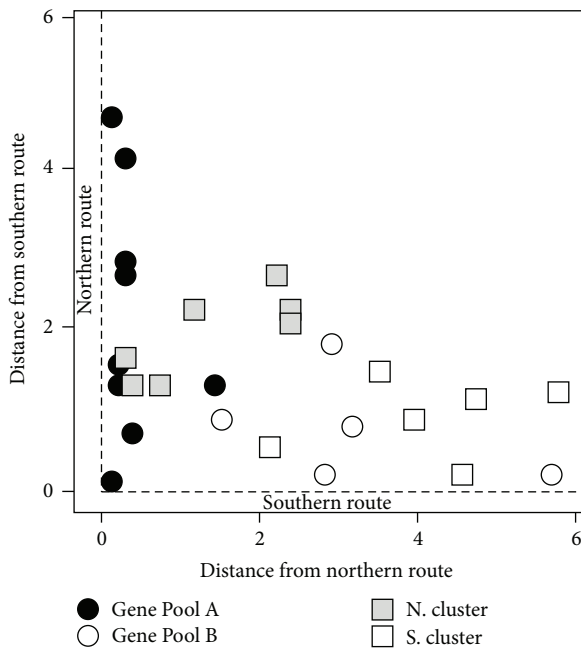 6
4
2
0
Distance from southern route
Northern route
Southern route
0 2 4 6
Distance from northern route
Gene Pool A
Gene Pool B
N. cluster
S. cluster